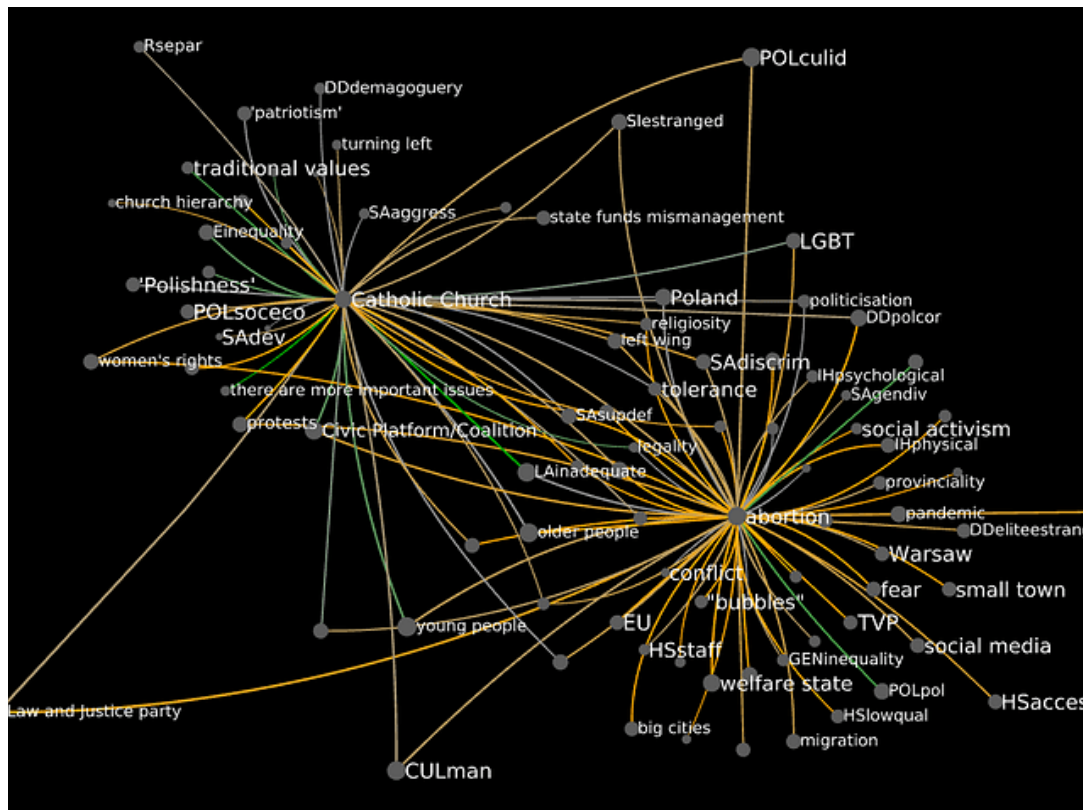 Rsepar
POLculid
DDdemagoguery
'patriotism'
SIestranged
turning left
traditional values
church hierarchy
SAaggress
state funds mismanagement
Einequality
LGBT
'Polishness'
Catholic Church
Poland
politicisation
POLsoceco
religiosity
DDpolcor
SAdev
left wing
women's rights
SAdiscrim
IHpsychological
there are more important issues
tolerance
SAgendiv
SAsupdef
protests
Civic Platform/Coalition
social activism
legality
IHphysical
LAinadequate
provinciality
abortion
pandemic
older people
DDeliteestran
Warsaw
conflict
fear
small town
"bubbles"
EU
TVP
young people
HSstaff
social media
GENinequality
welfare state
POLpol
HSacces
Law and Justice party
HSlowqual
big cities
migration
CULman